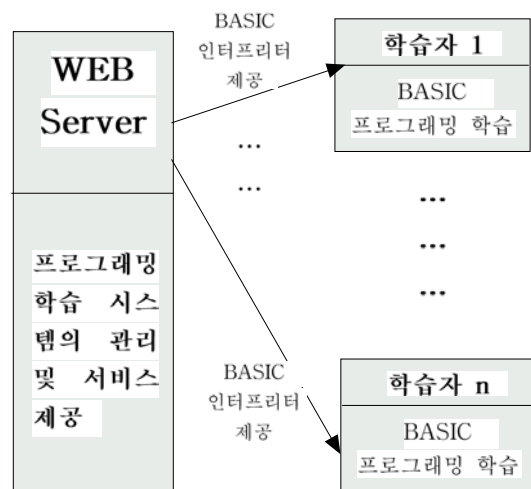 WEB
Server
프로그래밍
학습 시스
템의 관리
및 서비스
제공
BASIC
인터프리터
제공
...
...
BASIC
인터프리터
제공
학습자 1
BASIC
프로그래밍 학습
...
...
...
학습자 n
BASIC
프로그래밍 학습